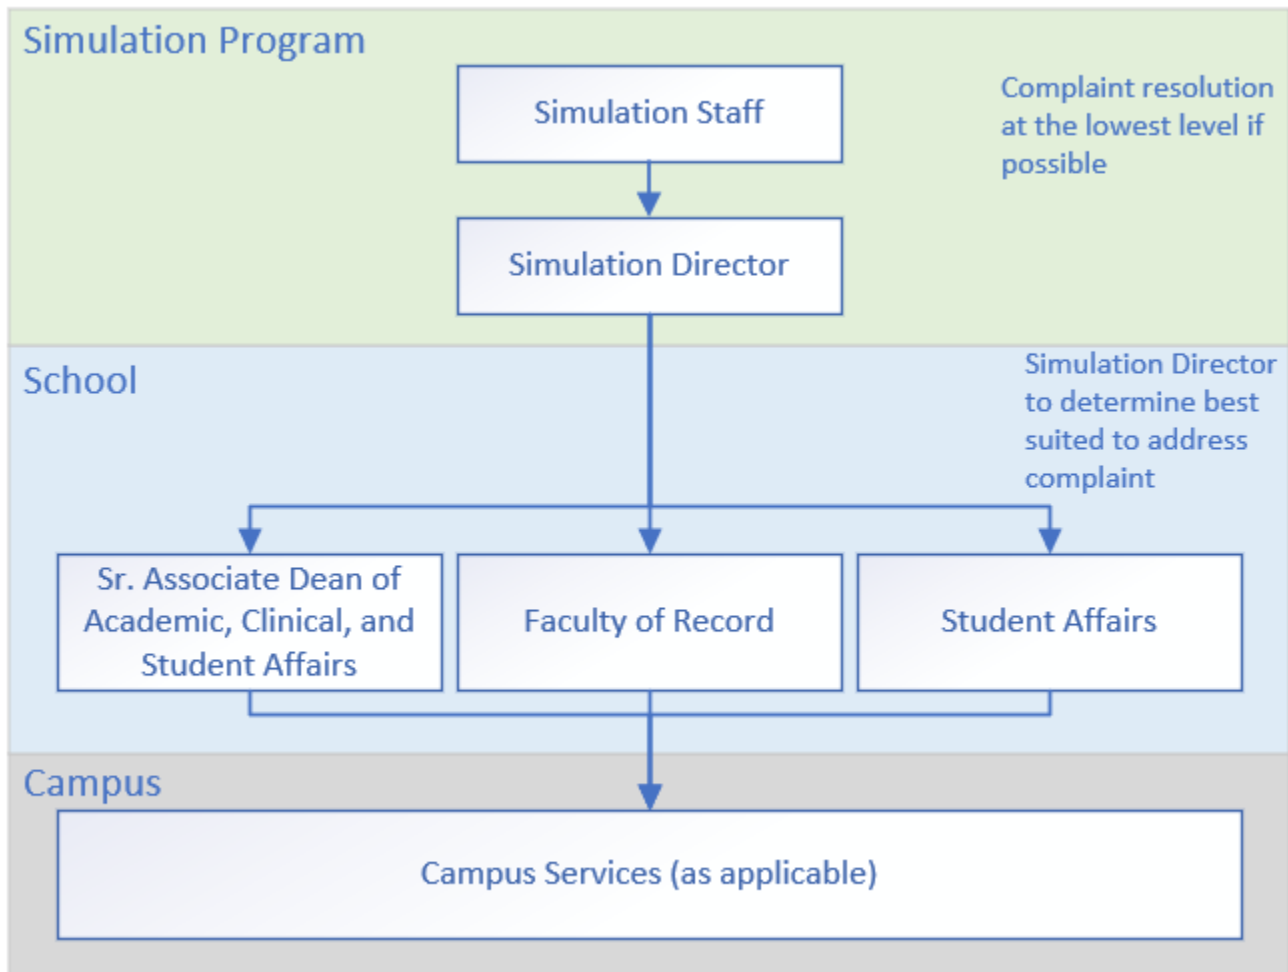 Simulation Program
Simulation Staff
Complaint resolution
at the lowest level if
possible
Simulation Director
School
Simulation Director
to determine best
suited to address
complaint
Sr. Associate Dean of
Academic, Clinical, and
Student Affairs
Faculty of Record
Student Affairs
Campus
Campus Services (as applicable)